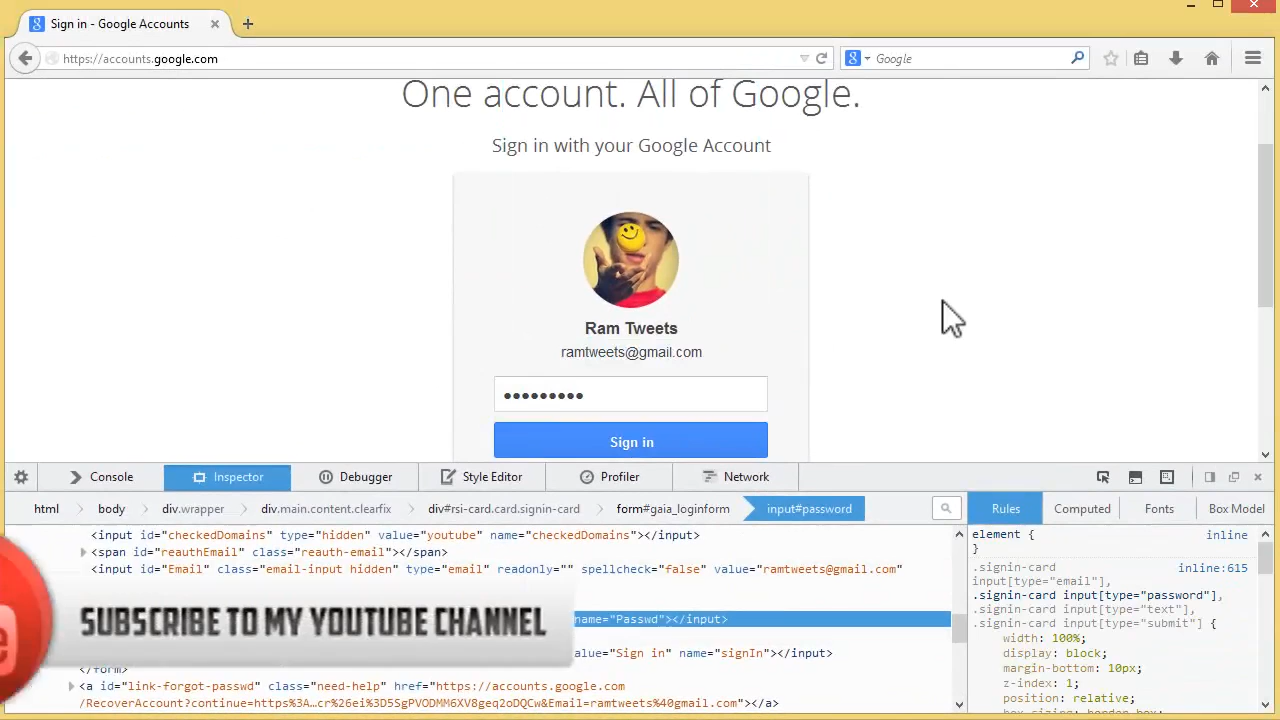 Sign in - Google Accounts
https://accounts.google.com
Google
One account. All of Google.
Sign in with your Google Account
Ram Tweets
ramtweets@gmail.com
Sign in
Console Inspector Debugger Style Editor Profiler Network
html body div.wrapper div.main.content.clearfix div#rsi-card.card.signin-card form#gaia_loginform input#password
Rules Computed Fonts Box Model
<input id="checkedDomains" type="hidden" value="youtube" name="checkedDomains"></input>
<span id="reauthEmail" class="reauth-email"></span>
<input id="Email" class="email-input hidden" type="email" readonly="" spellcheck="false" value="ramtweets@gmail.com"
name="Passwd"></input>
value="Sign in" name="signIn"></input>
</form>
<a id="link-forgot-passwd" class="need-help" href="https://accounts.google.com
/RecoverAccount?continue=https%3A…cr%26ei%3D5SgPVODMM6XV8geq2oDQCw&Email=ramtweets%40gmail.com"></a>
SUBSCRIBE TO MY YOUTUBE CHANNEL
element { inline
}
.signin-card inline:615
input[type="email"],
.signin-card input[type="password"],
.signin-card input[type="text"],
.signin-card input[type="submit"] {
width: 100%;
display: block;
margin-bottom: 10px;
z-index: 1;
position: relative;
box-sizing: border-box